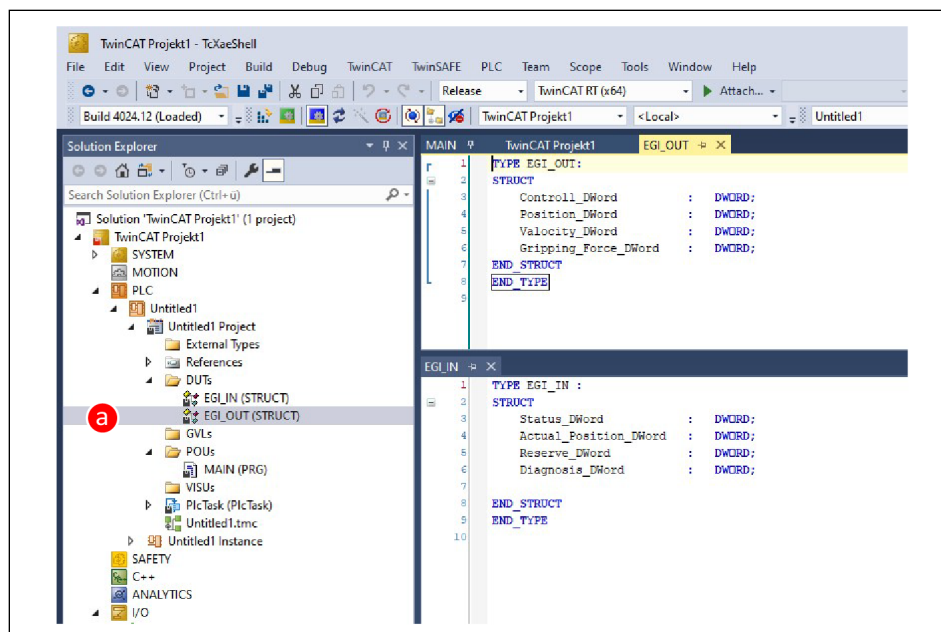 TwinCAT Projekt1 - TcXaeShell
File Edit View Project Build Debug TwinCAT TwinSAFE PLC Team Scope Tools Window Help
Release TwinCAT RT (x64) Attach...
Build 4024.12 (Loaded) TwinCAT Projekt1 <Local> Untitled1
Solution Explorer
Search Solution Explorer (Ctrl+ü)
Solution 'TwinCAT Projekt1' (1 project)
TwinCAT Projekt1
SYSTEM
MOTION
PLC
Untitled1
Untitled1 Project
External Types
References
DUTs
EGI_IN (STRUCT)
a
EGI_OUT (STRUCT)
GVLs
POUs
MAIN (PRG)
VISUs
PlcTask (PlcTask)
Untitled1.tmc
Untitled1 Instance
SAFETY
C++
ANALYTICS
I/O
MAIN TwinCAT Projekt1 EGI_OUT
1 TYPE EGI_OUT:
2 STRUCT
3 Controll_DWord : DWORD;
4 Position_DWord : DWORD;
5 Valocity_DWord : DWORD;
6 Gripping_Force_DWord : DWORD;
7 END_STRUCT
8 END_TYPE
9
EGI_IN
1 TYPE EGI_IN :
2 STRUCT
3 Status_DWord : DWORD;
4 Actual_Position_DWord : DWORD;
5 Reserve_DWord : DWORD;
6 Diagnosis_DWord : DWORD;
7
8 END_STRUCT
9 END_TYPE
10